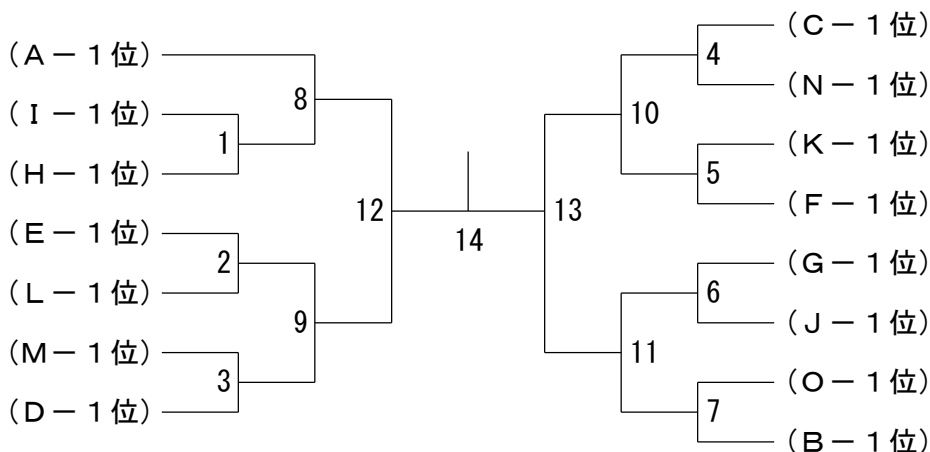 (A－1位)
(I－1位)
(H－1位)
(E－1位)
(L－1位)
(M－1位)
(D－1位)
1
2
3
8
9
12
14
13
10
11
4
5
6
7
(C－1位)
(N－1位)
(K－1位)
(F－1位)
(G－1位)
(J－1位)
(O－1位)
(B－1位)